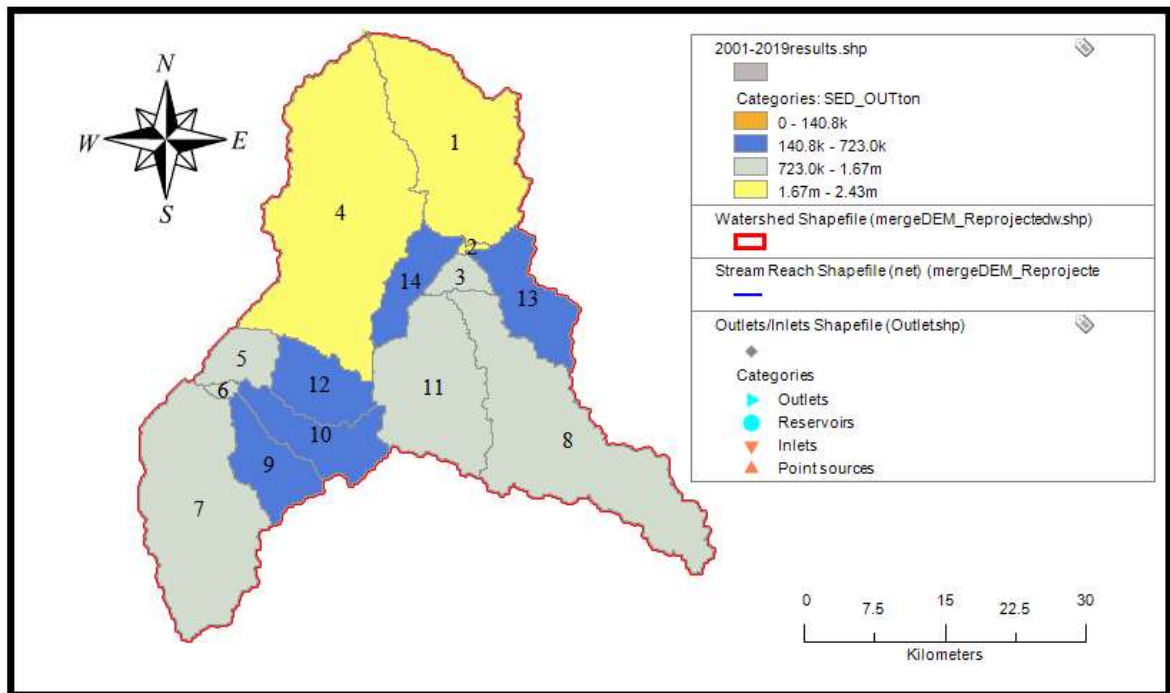 N
W E
S
1
4
2
3
14
13
5
12
6
11
10
8
9
7
2001-2019results.shp
Categories: SED_OUTton
0 - 140.8k
140.8k - 723.0k
723.0k - 1.67m
1.67m - 2.43m
Watershed Shapefile (mergeDEM_Reprojectedw.shp)
Stream Reach Shapefile (net) (mergeDEM_Reprojecte
Outlets/Inlets Shapefile (Outlet.shp)
Categories
Outlets
Reservoirs
Inlets
Point sources
0 7.5 15 22.5 30
Kilometers